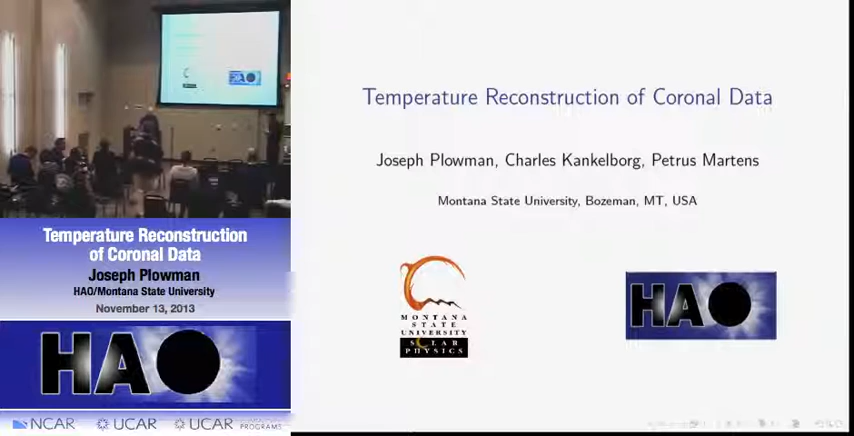 Temperature Reconstruction
of Coronal Data
Joseph Plowman
HAO/Montana State University
November 13, 2013
HAO
NCAR UCAR UCAR
PROGRAMS
Temperature Reconstruction of Coronal Data
Joseph Plowman, Charles Kankelborg, Petrus Martens
Montana State University, Bozeman, MT, USA
MONTANA
STATE
UNIVERSITY
SOLAR
PHYSICS
HAO